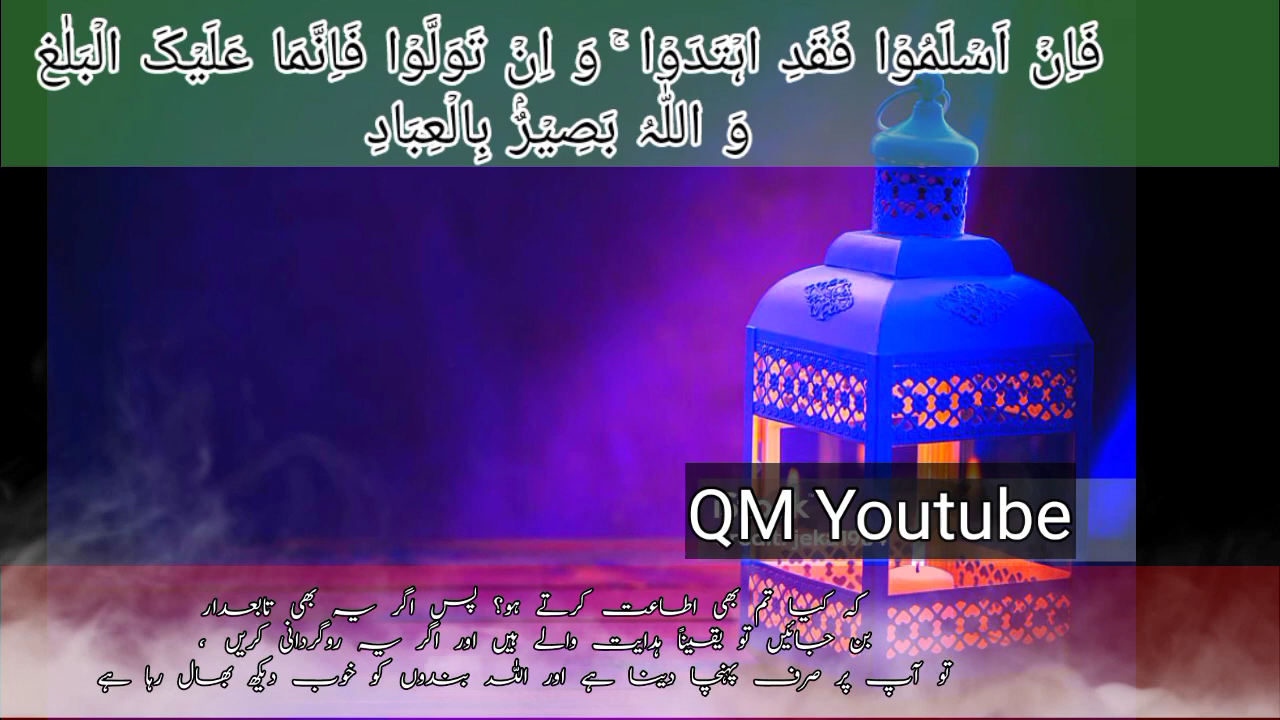 فَاِنۡ اَسۡلَمُوۡا فَقَدِ اہۡتَدَوۡا ۚ وَ اِنۡ تَوَلَّوۡا فَاِنَّمَا عَلَیۡکَ الۡبَلٰغُ
وَ اللّٰہُ بَصِیۡرٌۢ بِالۡعِبَادِ
QM Youtube
کہ کیا تم بھی اطاعت کرتے ہو؟ پس اگر یہ بھی تابعدار
بن جائیں تو یقیناً ہدایت والے ہیں اور اگر یہ روگردانی کریں ،
تو آپ پر صرف پہنچا دینا ہے اور اللہ بندوں کو خوب دیکھ بھال رہا ہے